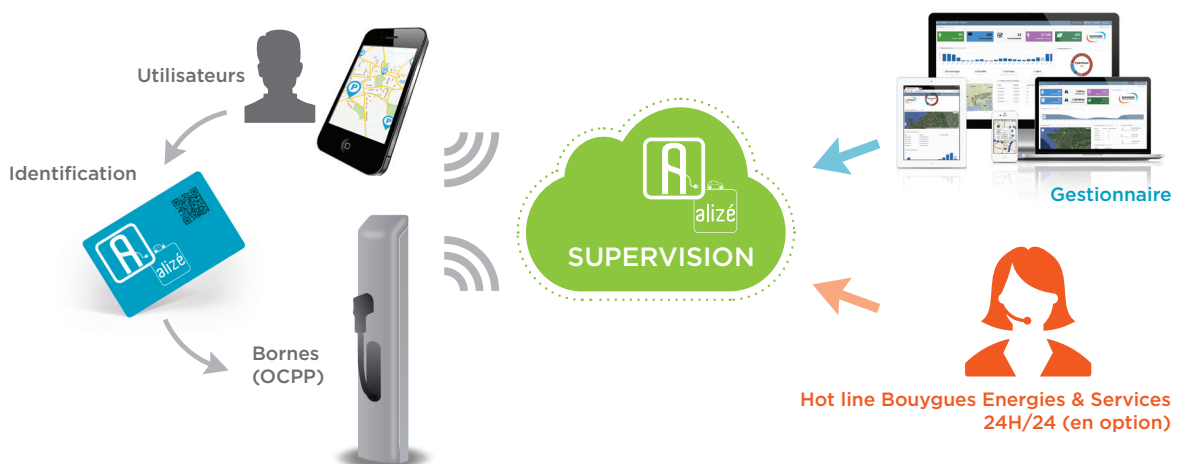 Utilisateurs
Identification
A
alizé
Bornes
(OCPP)
A
alizé
SUPERVISION
Gestionnaire
Hot line Bouygues Energies & Services
24H/24 (en option)